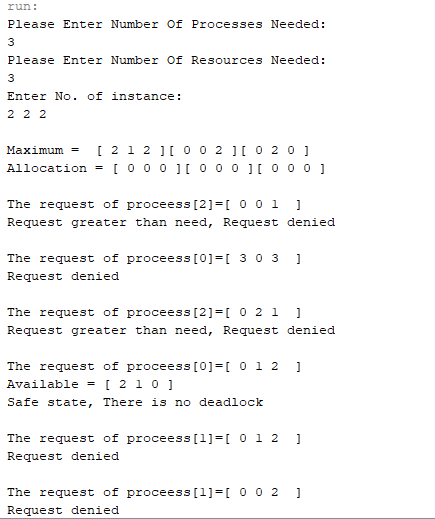 run:
Please Enter Number Of Processes Needed:
3
Please Enter Number Of Resources Needed:
3
Enter No. of instance:
2 2 2
Maximum = [ 2 1 2 ][ 0 0 2 ][ 0 2 0 ]
Allocation = [ 0 0 0 ][ 0 0 0 ][ 0 0 0 ]
The request of proceess[2]=[ 0 0 1 ]
Request greater than need, Request denied
The request of proceess[0]=[ 3 0 3 ]
Request denied
The request of proceess[2]=[ 0 2 1 ]
Request greater than need, Request denied
The request of proceess[0]=[ 0 1 2 ]
Available = [ 2 1 0 ]
Safe state, There is no deadlock
The request of proceess[1]=[ 0 1 2 ]
Request denied
The request of proceess[1]=[ 0 0 2 ]
Request denied